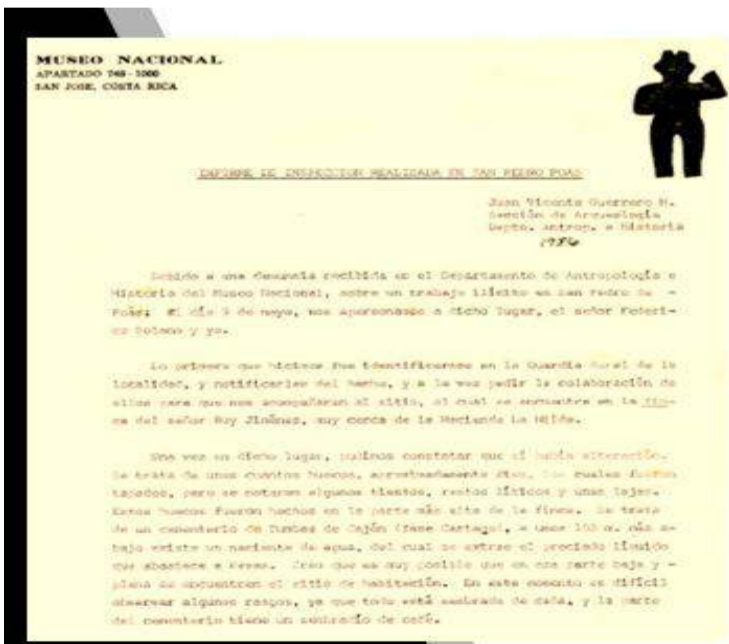 MUSEO NACIONAL
APARTADO 749-1000
SAN JOSE, COSTA RICA
INFORME DE INSPECCION REALIZADA EN SAN PEDRO POAS
Juan Vicente Guerrero M.
Sección de Arqueología
Depto. Antrop. e Historia
1986
Debido a una denuncia recibida en el Departamento de Antropología e
Historia del Museo Nacional, sobre un trabajo ilícito en San Pedro de -
Poás; El día 9 de mayo, nos apersonamos a dicho lugar, el señor Federi-
co Solano y yo.
Lo primero que hicimos fue identificarnos en la Guardia Rural de la
localidad, y notificarles del hecho, y a la vez pedir la colaboración de
ellos para que nos acompañaran al sitio, el cual se encuentra en la fin-
ca del señor Ruy Jiménez, muy cerca de la Hacienda La Hilda.
Una vez en dicho lugar, pudimos constatar que sí había alteración.
Se trata de unos cuantos huecos, aproximadamente diez, los cuales fueron
tapados, pero se notaron algunos tiestos, restos líticos y unas lajas.
Estos huecos fueron hechos en la parte más alta de la finca. Se trata
de un cementerio de Tumbas de Cajón (fase Cartago), a unos 100 m. más a-
bajo existe un naciente de agua, del cual se extrae el preciado líquido
que abastece a
Creo que es muy posible que en esa parte baja y -
plana se encuentren el sitio de habitación. En este momento es difícil
observar algunos rasgos, ya que todo está sembrado de caña, y la parte
del cementerio tiene un sembradío de café.